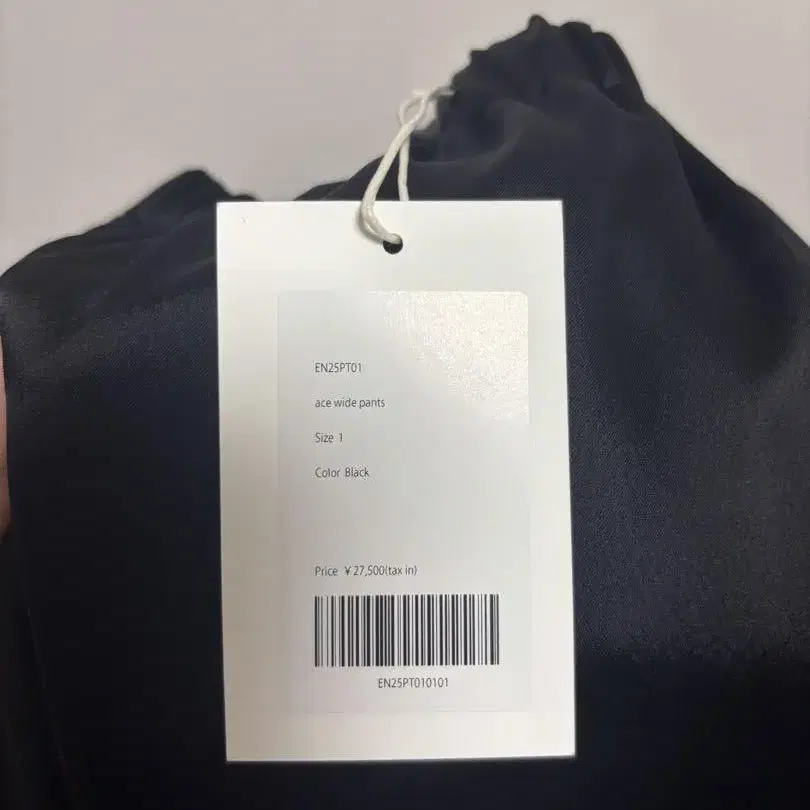 EN25PT01
ace wide pants
Size 1
Color Black
Price ¥27,500(tax in)
EN25PT010101